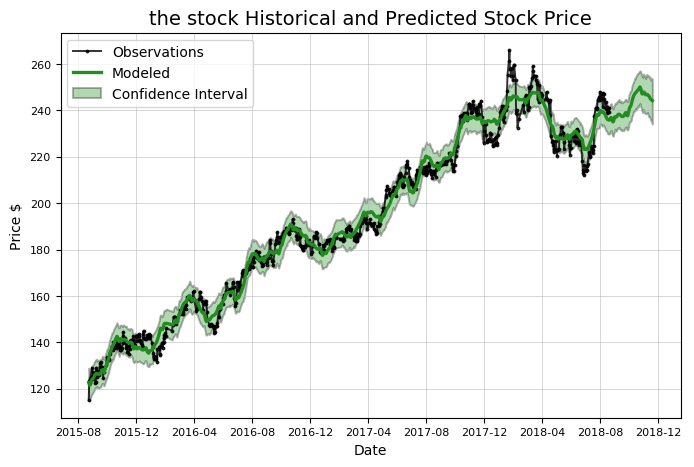 the stock Historical and Predicted Stock Price
Observations
Modeled
Confidence Interval
260
240
220
200
180
160
140
120
Price $
2015-08 2015-12 2016-04 2016-08 2016-12 2017-04 2017-08 2017-12 2018-04 2018-08 2018-12
Date